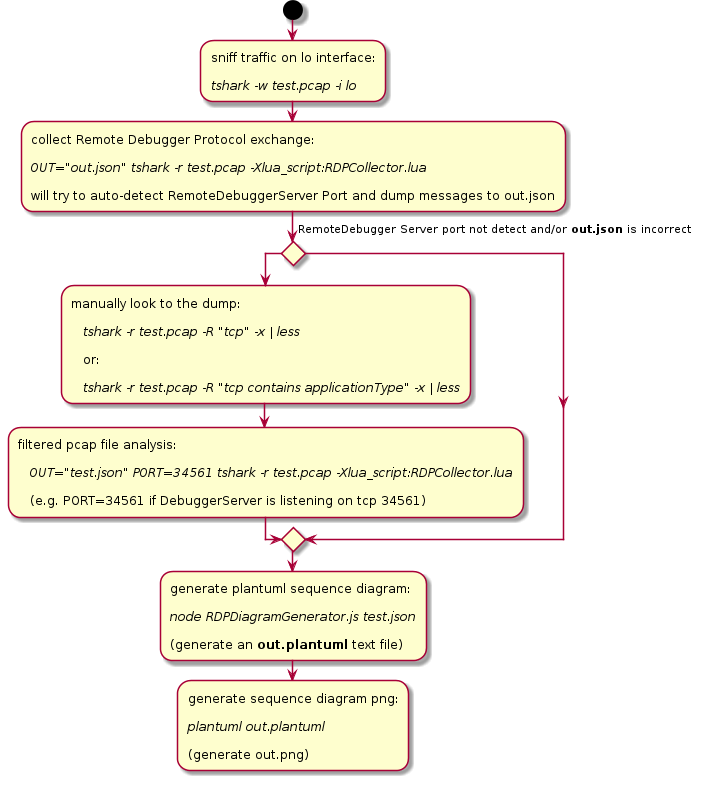 sniff traffic on lo interface:
tshark -w test.pcap -i lo
collect Remote Debugger Protocol exchange:
OUT="out.json" tshark -r test.pcap -Xlua_script:RDPCollector.lua
will try to auto-detect RemoteDebuggerServer Port and dump messages to out.json
RemoteDebugger Server port not detect and/or out.json is incorrect
manually look to the dump:
tshark -r test.pcap -R "tcp" -x | less
or:
tshark -r test.pcap -R "tcp contains applicationType" -x | less
filtered pcap file analysis:
OUT="test.json" PORT=34561 tshark -r test.pcap -Xlua_script:RDPCollector.lua
(e.g. PORT=34561 if DebuggerServer is listening on tcp 34561)
generate plantuml sequence diagram:
node RDPDiagramGenerator.js test.json
(generate an out.plantuml text file)
generate sequence diagram png:
plantuml out.plantuml
(generate out.png)